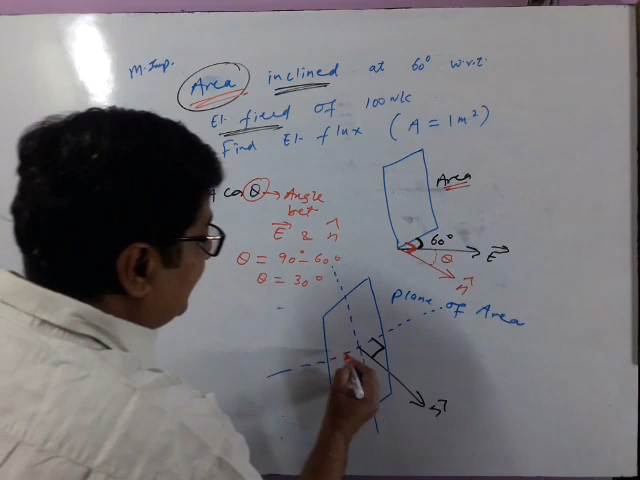 M. Imp.
Area inclined at 60° w.r.t.
El. field of 100 N/c
Find El. flux ( A = 1 m² )
A cos θ → Angle
bet
E⃗ & n̂
θ = 90° − 60°
θ = 30°
=
Area
60°
θ
E⃗
n̂
Plane of Area
n̂